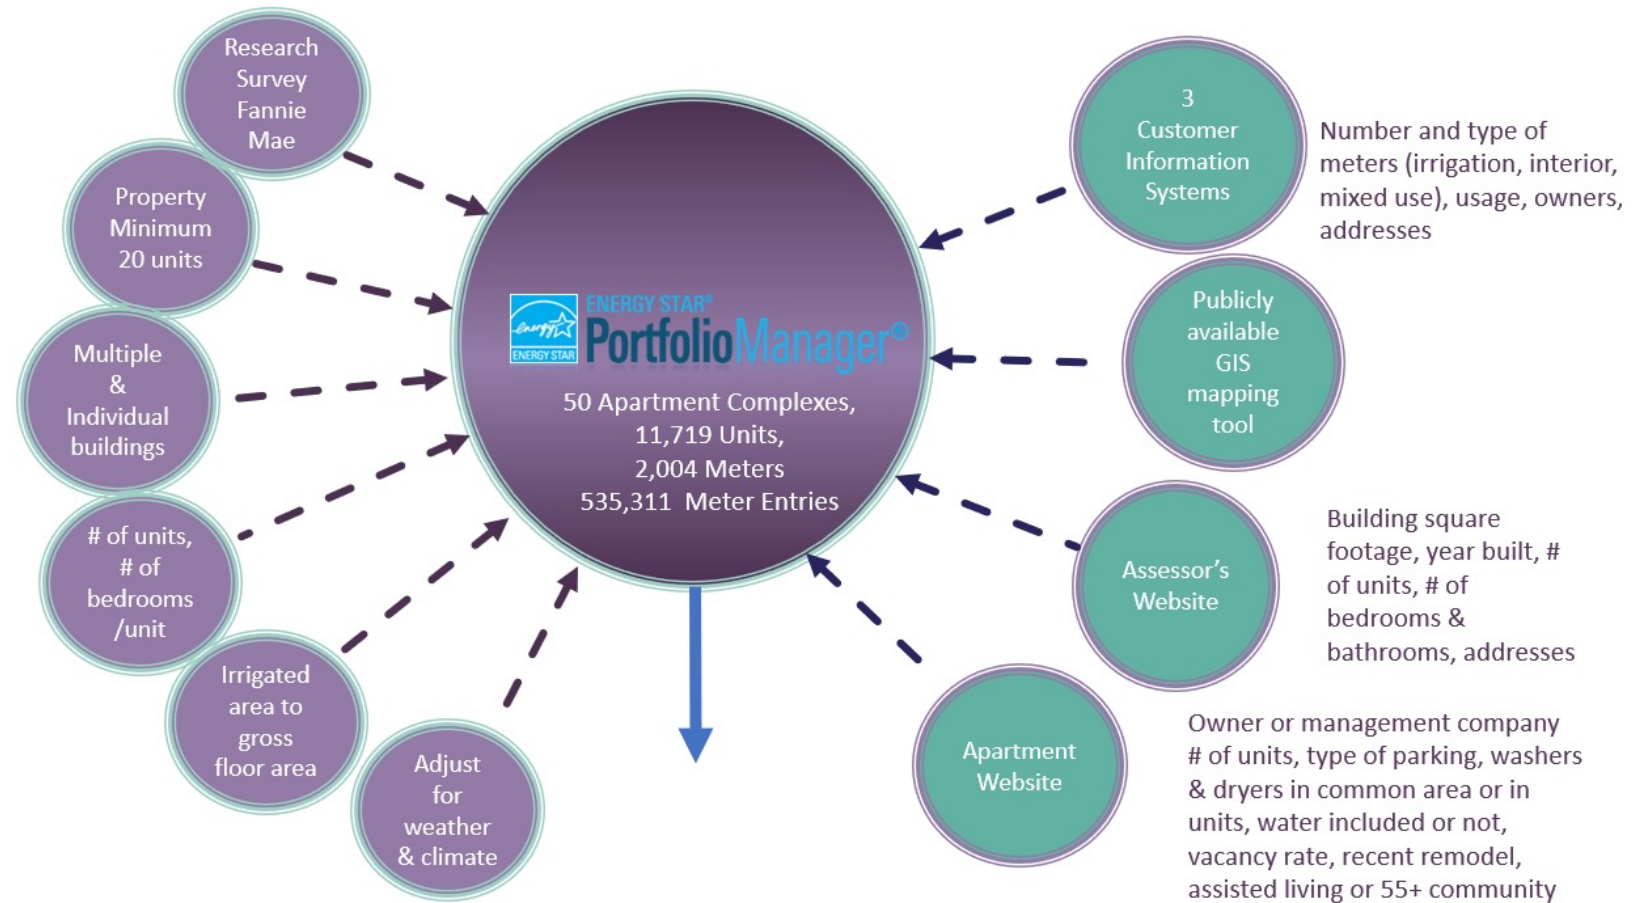 Research
Survey
Fannie
Mae
Property
Minimum
20 units
Multiple
&
Individual
buildings
# of units,
# of
bedrooms
/unit
Irrigated
area to
gross
floor area
Adjust
for
weather
& climate
energy
ENERGY STAR
ENERGY STAR®
PortfolioManager®
50 Apartment Complexes,
11,719 Units,
2,004 Meters
535,311 Meter Entries
3
Customer
Information
Systems
Number and type of
meters (irrigation, interior,
mixed use), usage, owners,
addresses
Publicly
available
GIS
mapping
tool
Assessor's
Website
Building square
footage, year built, #
of units, # of
bedrooms &
bathrooms, addresses
Apartment
Website
Owner or management company
# of units, type of parking, washers
& dryers in common area or in
units, water included or not,
vacancy rate, recent remodel,
assisted living or 55+ community